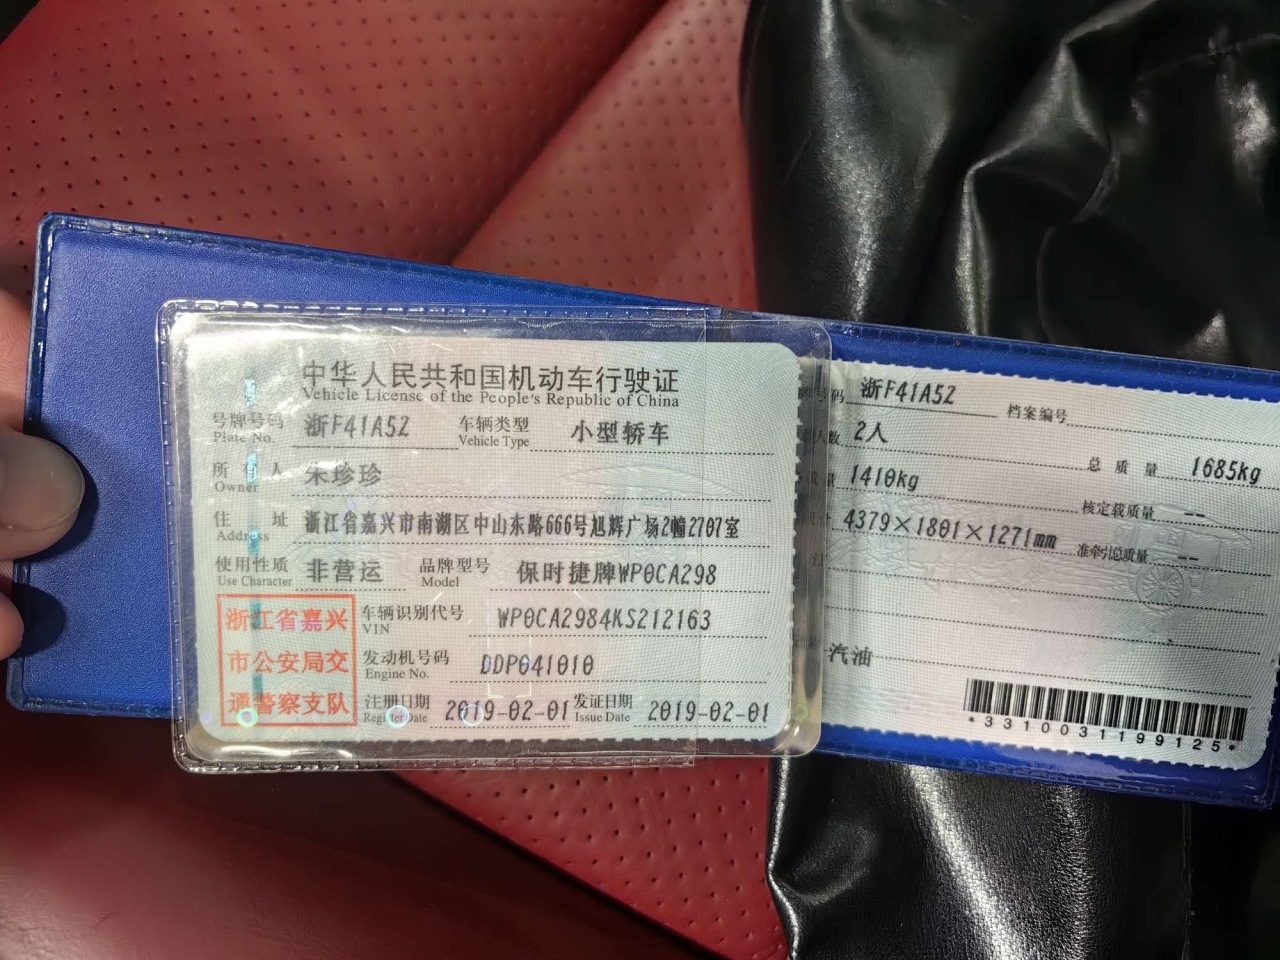 中华人民共和国机动车行驶证
Vehicle License of the People's Republic of China
号牌号码 浙F41A52 车辆类型 小型轿车
Plate No. Vehicle Type
所有人 朱珍珍
Owner
住址 浙江省嘉兴市南湖区中山东路666号旭辉广场2幢2707室
Address
使用性质 非营运 品牌型号 保时捷牌WP0CA298
Use Character Model
浙江省嘉兴
市公安局交
通警察支队
车辆识别代号 WP0CA2984KS212163
VIN
发动机号码 DDP041010
Engine No.
注册日期 2019-02-01 发证日期 2019-02-01
Register Date Issue Date
号码 浙F41A52 档案编号
人数 2人 总质量 1685kg
质量 1410kg 核定载质量 --
4379×1801×1271mm 准牵引总质量 --
注
汽油
*3310031199125*